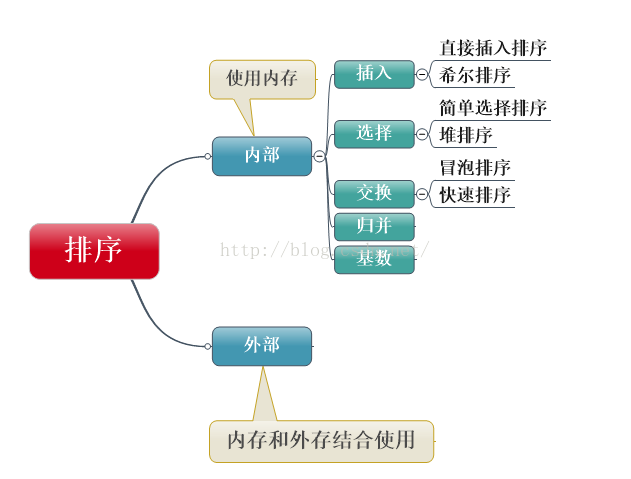 使用内存
插入
直接插入排序
希尔排序
选择
简单选择排序
堆排序
内部
交换
冒泡排序
快速排序
归并
基数
排序
http://blog.
net/
外部
内存和外存结合使用